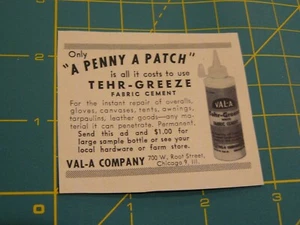 Only
"A PENNY A PATCH"
is all it costs to use
TEHR-GREEZE
FABRIC CEMENT
For the instant repair of overalls,
gloves, canvases, tents, awnings,
tarpaulins, leather goods—any ma-
terial it can penetrate. Permanent.
Send this ad and $1.00 for
large sample bottle or see your
local hardware or farm store.
VAL-A COMPANY 700 W. Root Street,
Chicago 9, Ill.
VAL-A